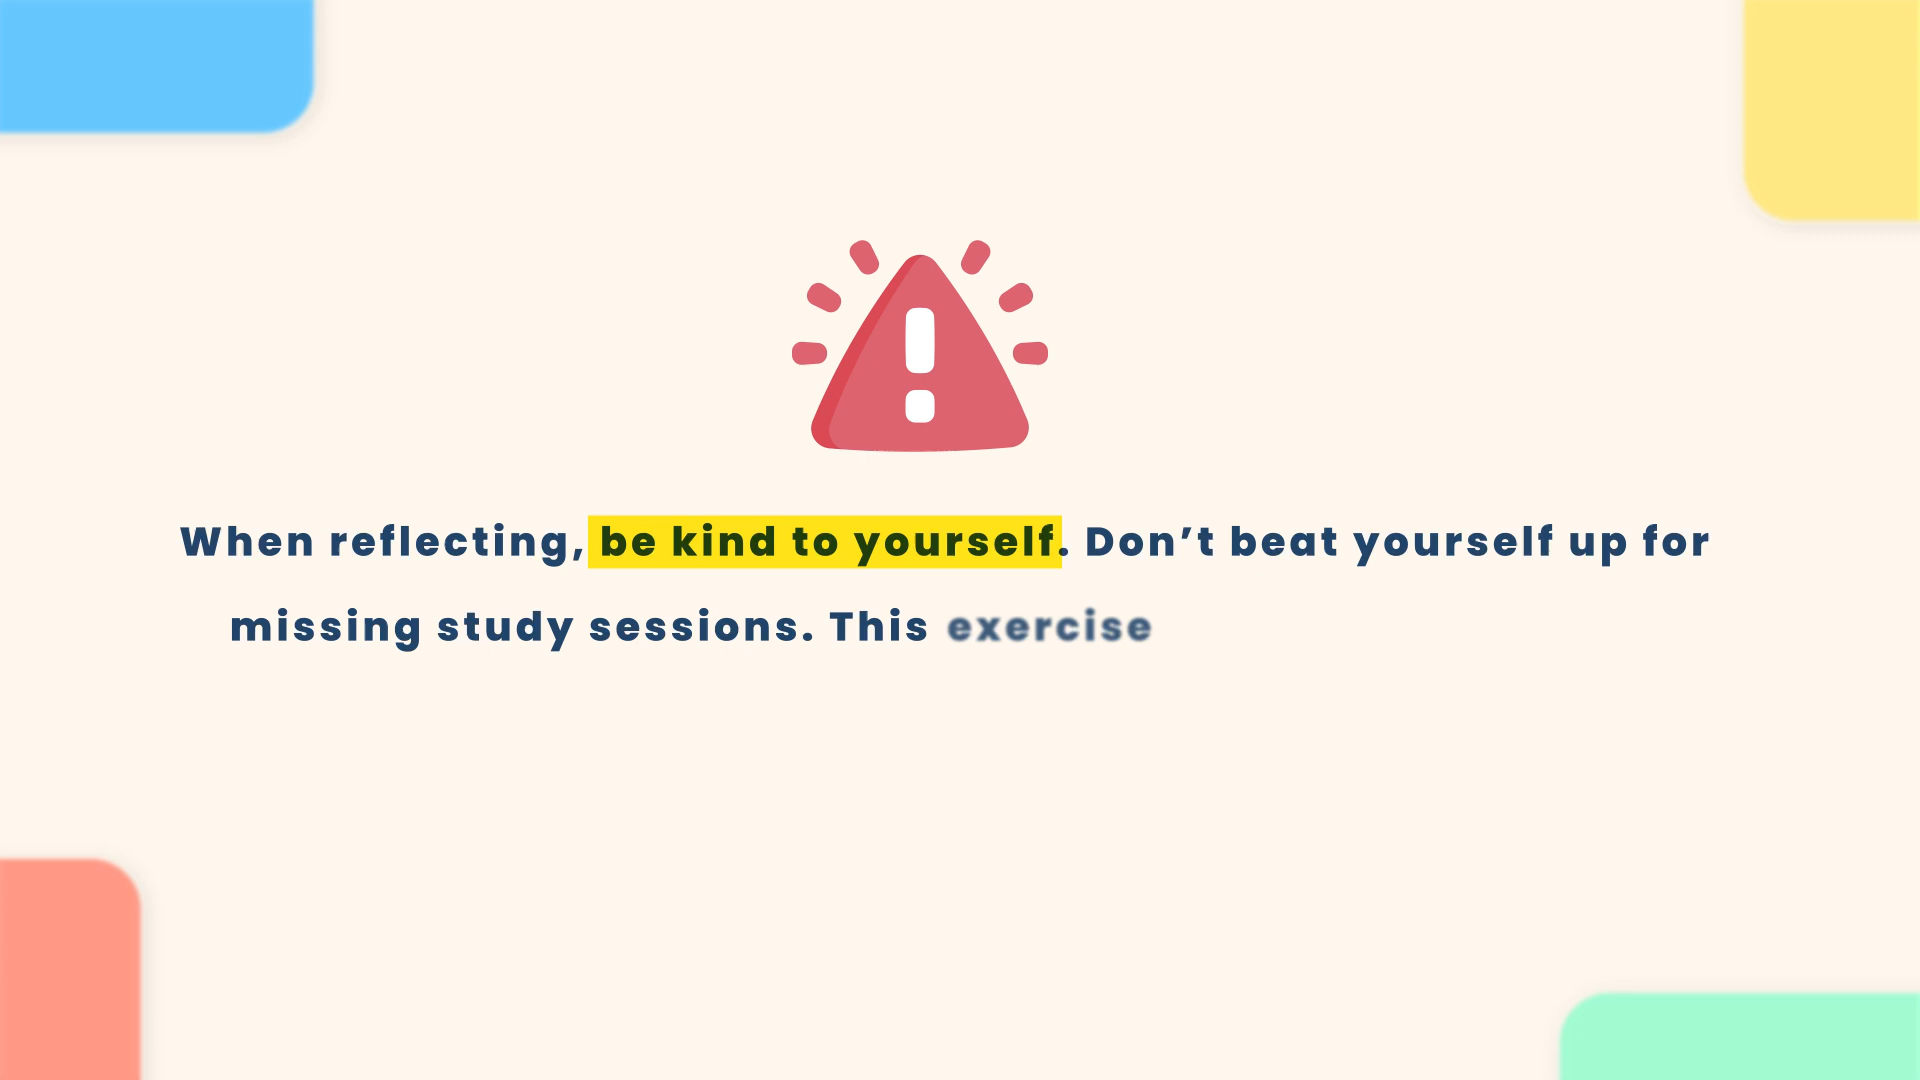 When reflecting, be kind to yourself. Don’t beat yourself up for
missing study sessions. This exercise